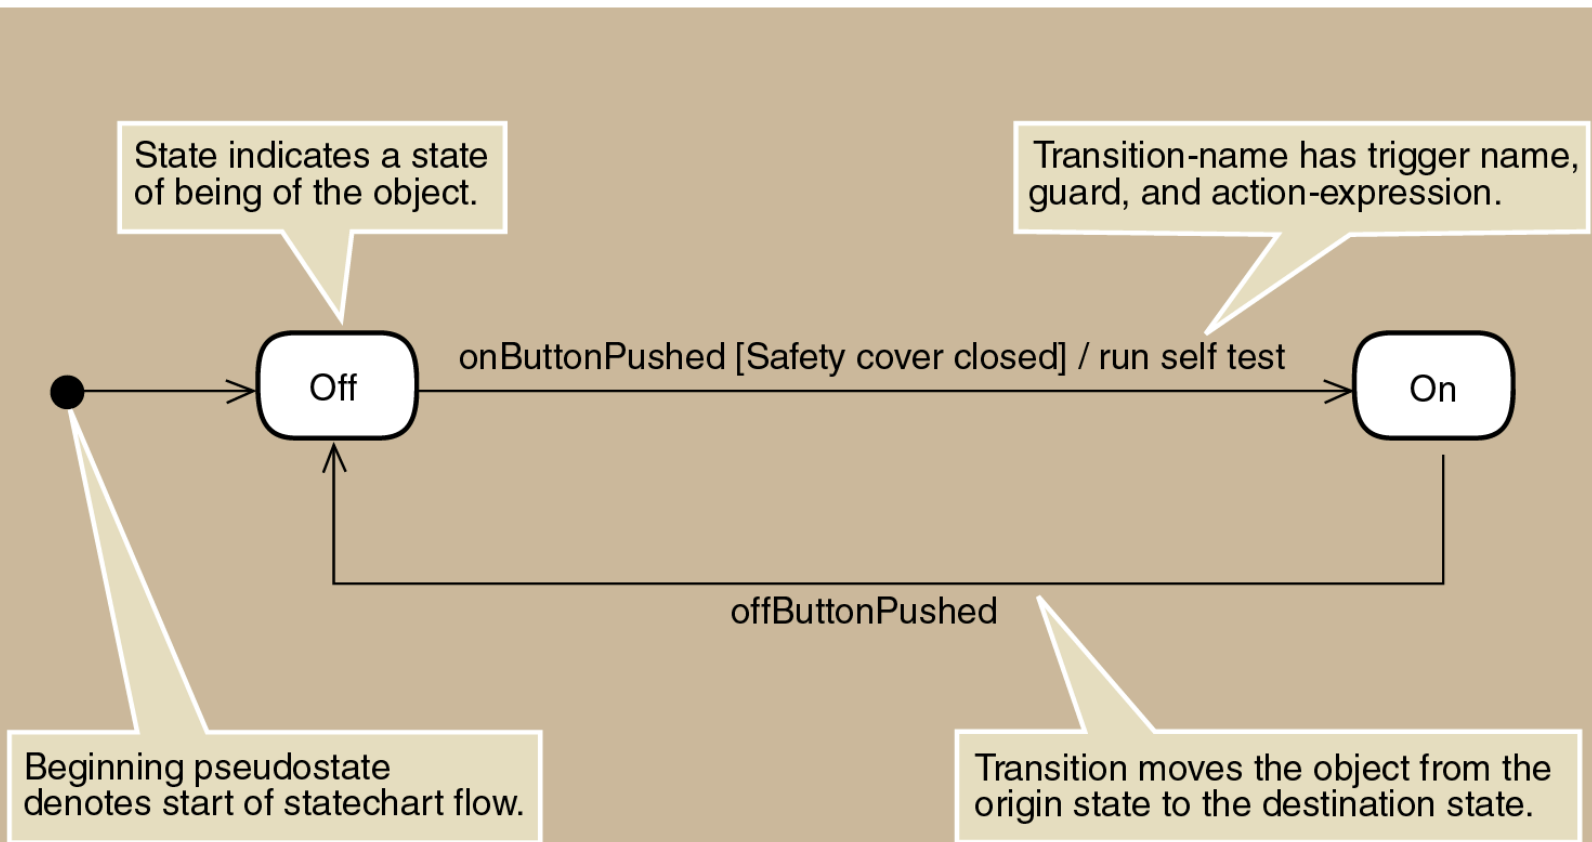 State indicates a state
of being of the object.
Transition-name has trigger name,
guard, and action-expression.
onButtonPushed [Safety cover closed] / run self test
Off
On
offButtonPushed
Beginning pseudostate
denotes start of statechart flow.
Transition moves the object from the
origin state to the destination state.